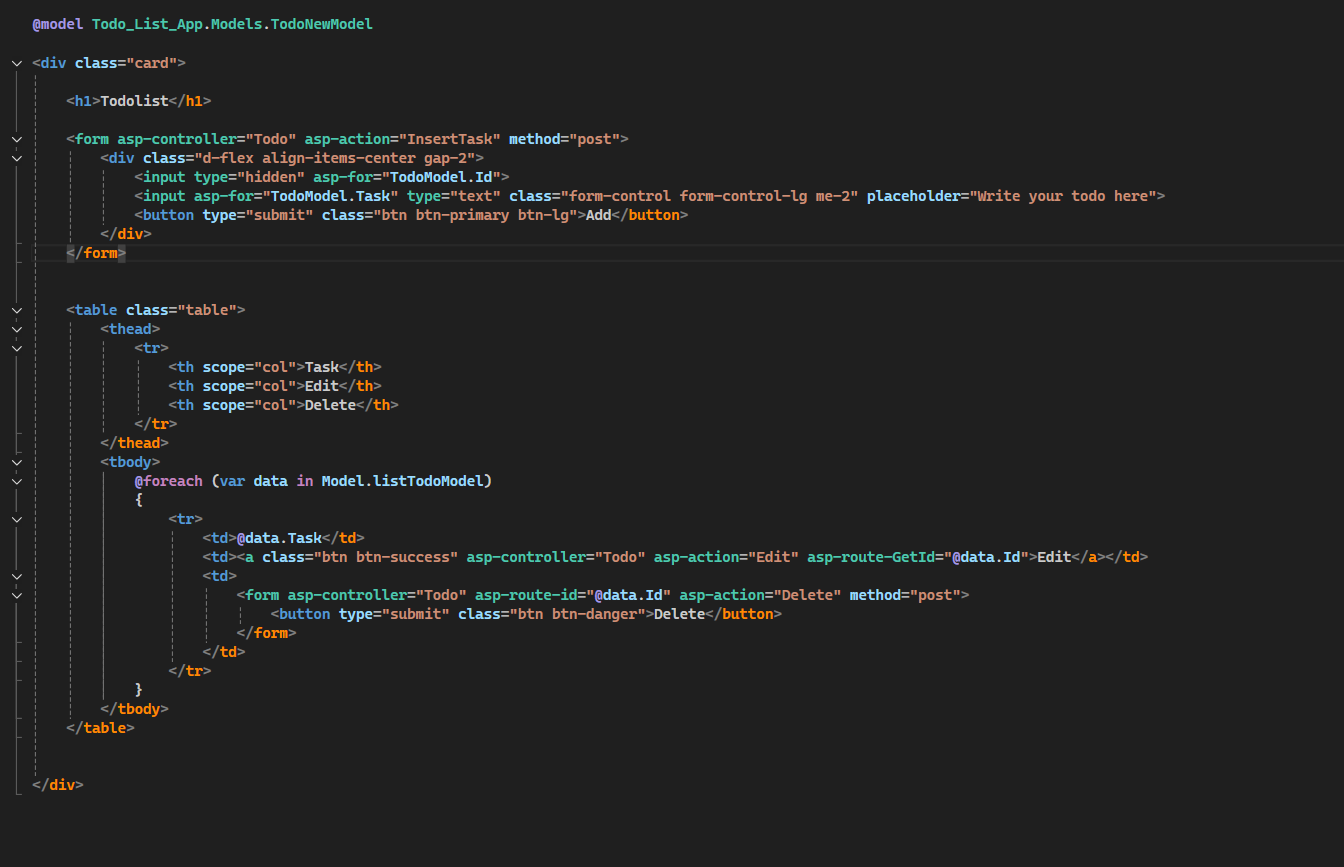 @model Todo_List_App.Models.TodoNewModel
<div class="card">
<h1>Todolist</h1>
<form asp-controller="Todo" asp-action="InsertTask" method="post">
<div class="d-flex align-items-center gap-2">
<input type="hidden" asp-for="TodoModel.Id">
<input asp-for="TodoModel.Task" type="text" class="form-control form-control-lg me-2" placeholder="Write your todo here">
<button type="submit" class="btn btn-primary btn-lg">Add</button>
</div>
</form>
<table class="table">
<thead>
<tr>
<th scope="col">Task</th>
<th scope="col">Edit</th>
<th scope="col">Delete</th>
</tr>
</thead>
<tbody>
@foreach (var data in Model.listTodoModel)
{
<tr>
<td>@data.Task</td>
<td><a class="btn btn-success" asp-controller="Todo" asp-action="Edit" asp-route-GetId="@data.Id">Edit</a></td>
<td>
<form asp-controller="Todo" asp-route-id="@data.Id" asp-action="Delete" method="post">
<button type="submit" class="btn btn-danger">Delete</button>
</form>
</td>
</tr>
}
</tbody>
</table>
</div>